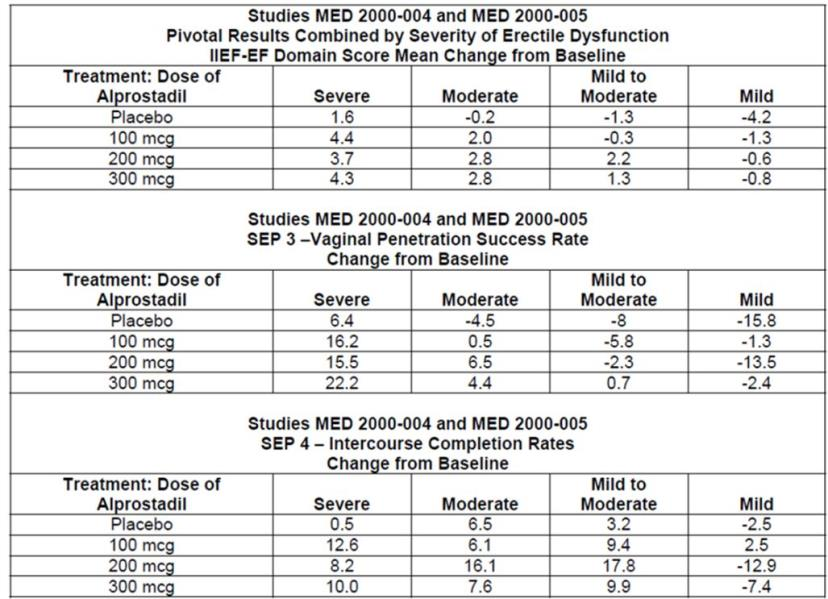 Studies MED 2000-004 and MED 2000-005
Pivotal Results Combined by Severity of Erectile Dysfunction
IIEF-EF Domain Score Mean Change from Baseline
Treatment: Dose of Alprostadil Severe Moderate Mild to Moderate Mild
Placebo 1.6 -0.2 -1.3 -4.2
100 mcg 4.4 2.0 -0.3 -1.3
200 mcg 3.7 2.8 2.2 -0.6
300 mcg 4.3 2.8 1.3 -0.8
Studies MED 2000-004 and MED 2000-005
SEP 3 –Vaginal Penetration Success Rate
Change from Baseline
Treatment: Dose of Alprostadil Severe Moderate Mild to Moderate Mild
Placebo 6.4 -4.5 -8 -15.8
100 mcg 16.2 0.5 -5.8 -1.3
200 mcg 15.5 6.5 -2.3 -13.5
300 mcg 22.2 4.4 0.7 -2.4
Studies MED 2000-004 and MED 2000-005
SEP 4 – Intercourse Completion Rates
Change from Baseline
Treatment: Dose of Alprostadil Severe Moderate Mild to Moderate Mild
Placebo 0.5 6.5 3.2 -2.5
100 mcg 12.6 6.1 9.4 2.5
200 mcg 8.2 16.1 17.8 -12.9
300 mcg 10.0 7.6 9.9 -7.4